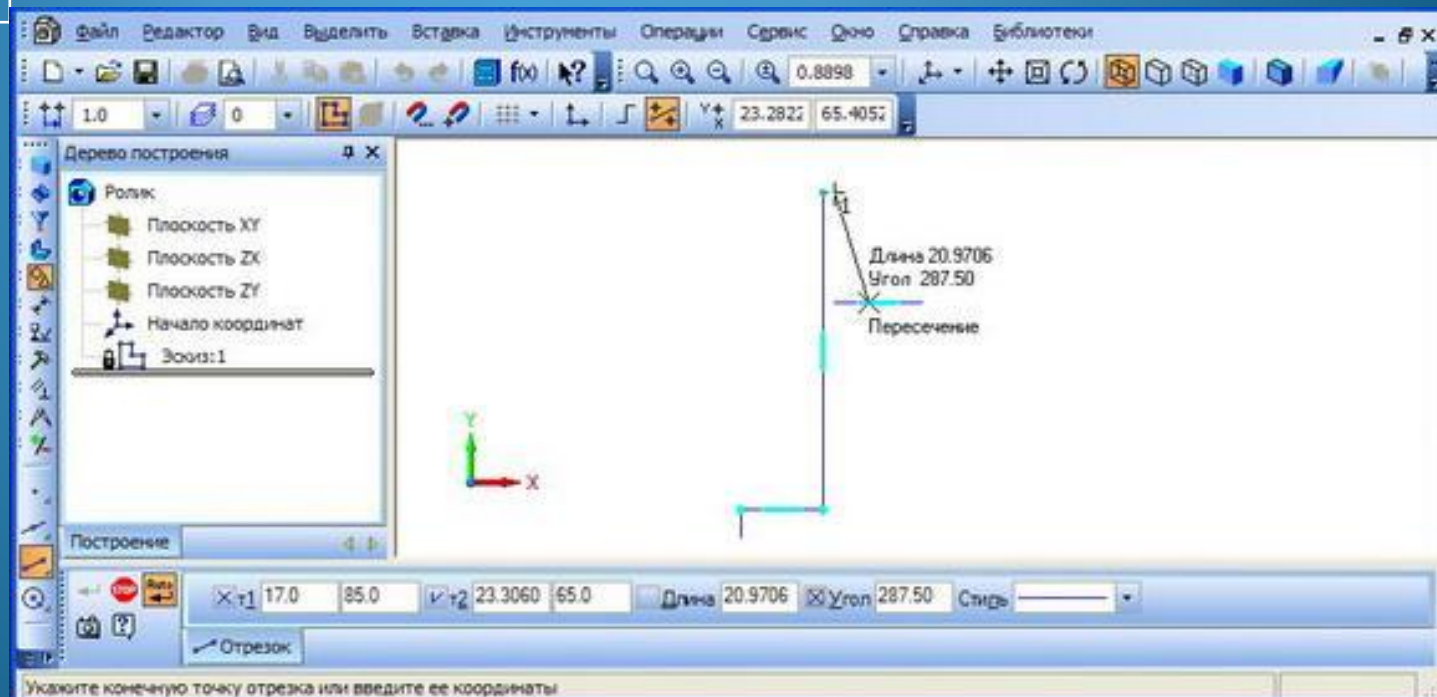 Файл Редактор Вид Выделить Вставка Инструменты Операции Сервис Окно Справка Библиотеки
f(x) 0.8898
1.0 0 23.2822 65.4052
Дерево построения
Ролик
Плоскость XY
Плоскость ZX
Плоскость ZY
Начало координат
Эскиз:1
Построение
1
Длина 20.9706
Угол 287.50
Пересечение
Y
X
STOP Auto т1 17.0 85.0 т2 23.3060 65.0 Длина 20.9706 Угол 287.50 Стиль
Отрезок
Укажите конечную точку отрезка или введите ее координаты